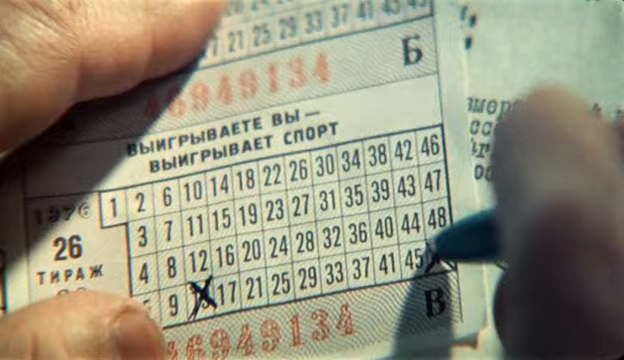 21 25 29 33 37 41 45
46949134 Б
ВЫИГРЫВАЕТЕ ВЫ —
ВЫИГРЫВАЕТ СПОРТ
1 2 6 10 14 18 22 26 30 34 38 42 46
1976 3 7 11 15 19 23 27 31 35 39 43 47
26 4 8 12 16 20 24 28 32 36 40 44 48
ТИРАЖ 5 9 17 21 25 29 33 37 41 45
46949134 В